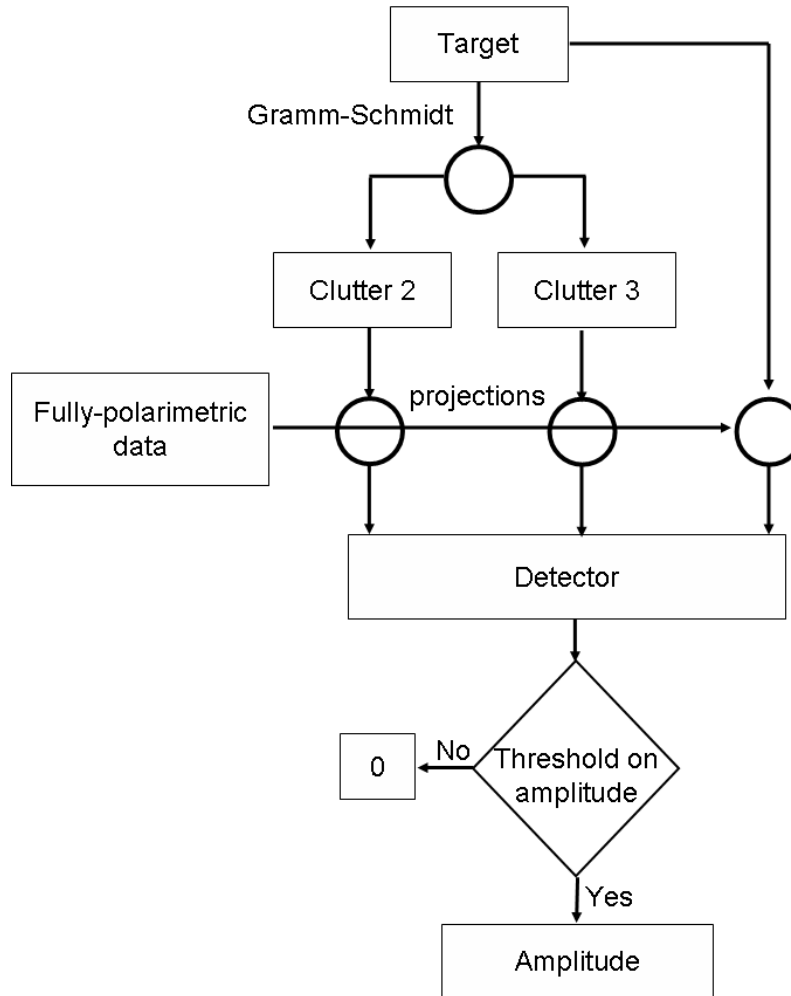 Target
Gramm-Schmidt
Clutter 2
Clutter 3
Fully-polarimetric
data
projections
Detector
No
0
Threshold on
amplitude
Yes
Amplitude